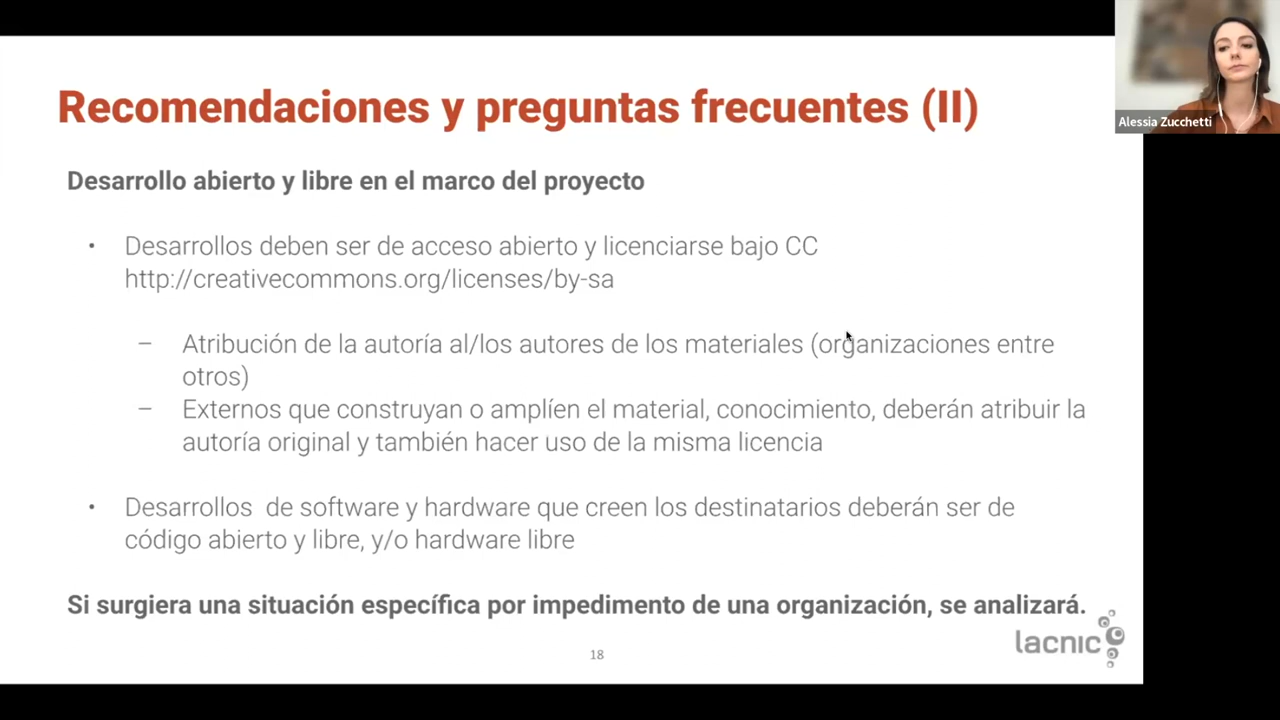 Recomendaciones y preguntas frecuentes (II)
Alessia Zucchetti
Desarrollo abierto y libre en el marco del proyecto
• Desarrollos deben ser de acceso abierto y licenciarse bajo CC
http://creativecommons.org/licenses/by-sa
– Atribución de la autoría al/los autores de los materiales (organizaciones entre
otros)
– Externos que construyan o amplíen el material, conocimiento, deberán atribuir la
autoría original y también hacer uso de la misma licencia
• Desarrollos  de software y hardware que creen los destinatarios deberán ser de
código abierto y libre, y/o hardware libre
Si surgiera una situación específica por impedimento de una organización, se analizará.
lacnic
18